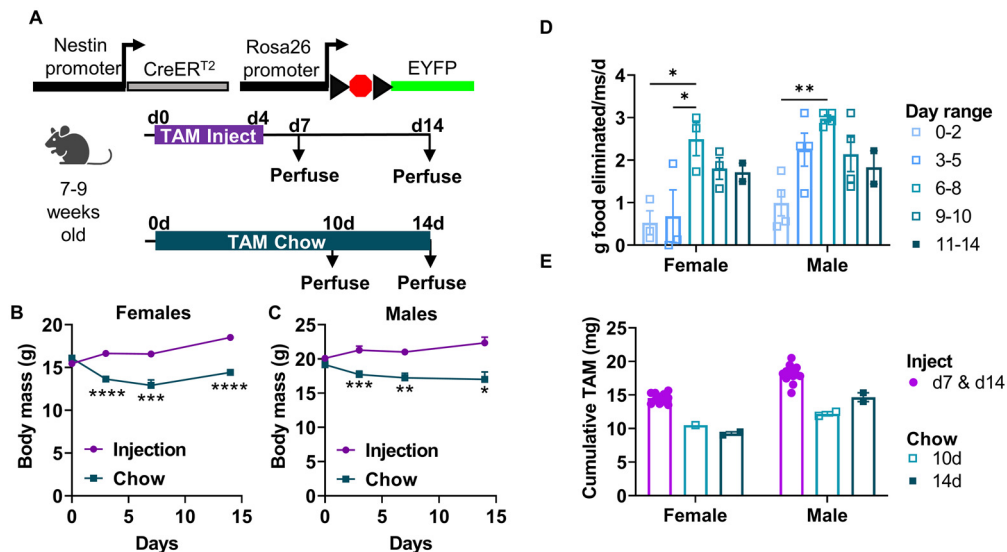 A
Nestin
promoter
CreERT2
Rosa26
promoter
EYFP
d0
d4
TAM Inject
d7
d14
Perfuse
Perfuse
7-9
weeks
old
0d
10d
14d
TAM Chow
Perfuse
Perfuse
B
Females
Body mass (g)
20
15
10
5
0
****
***
****
Injection
Chow
0
5
10
15
Days
C
Males
Body mass (g)
25
20
15
10
5
0
***
**
*
Injection
Chow
0
5
10
15
Days
D
g food eliminated/ms/d
4
3
2
1
0
*
*
**
Female
Male
Day range
0-2
3-5
6-8
9-10
11-14
E
Cumulative TAM (mg)
25
20
15
10
5
0
Female
Male
Inject
d7 & d14
Chow
10d
14d